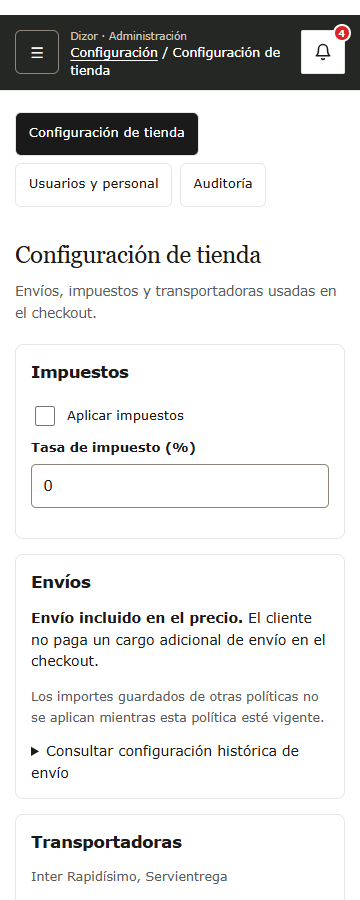 Dizor · Administración
Configuración / Configuración de
tienda
4
Configuración de tienda
Usuarios y personal
Auditoría
Configuración de tienda
Envíos, impuestos y transportadoras usadas en
el checkout.
Impuestos
Aplicar impuestos
Tasa de impuesto (%)
0
Envíos
Envío incluido en el precio. El cliente
no paga un cargo adicional de envío en el
checkout.
Los importes guardados de otras políticas no
se aplican mientras esta política esté vigente.
Consultar configuración histórica de
envío
Transportadoras
Inter Rapidísimo, Servientrega